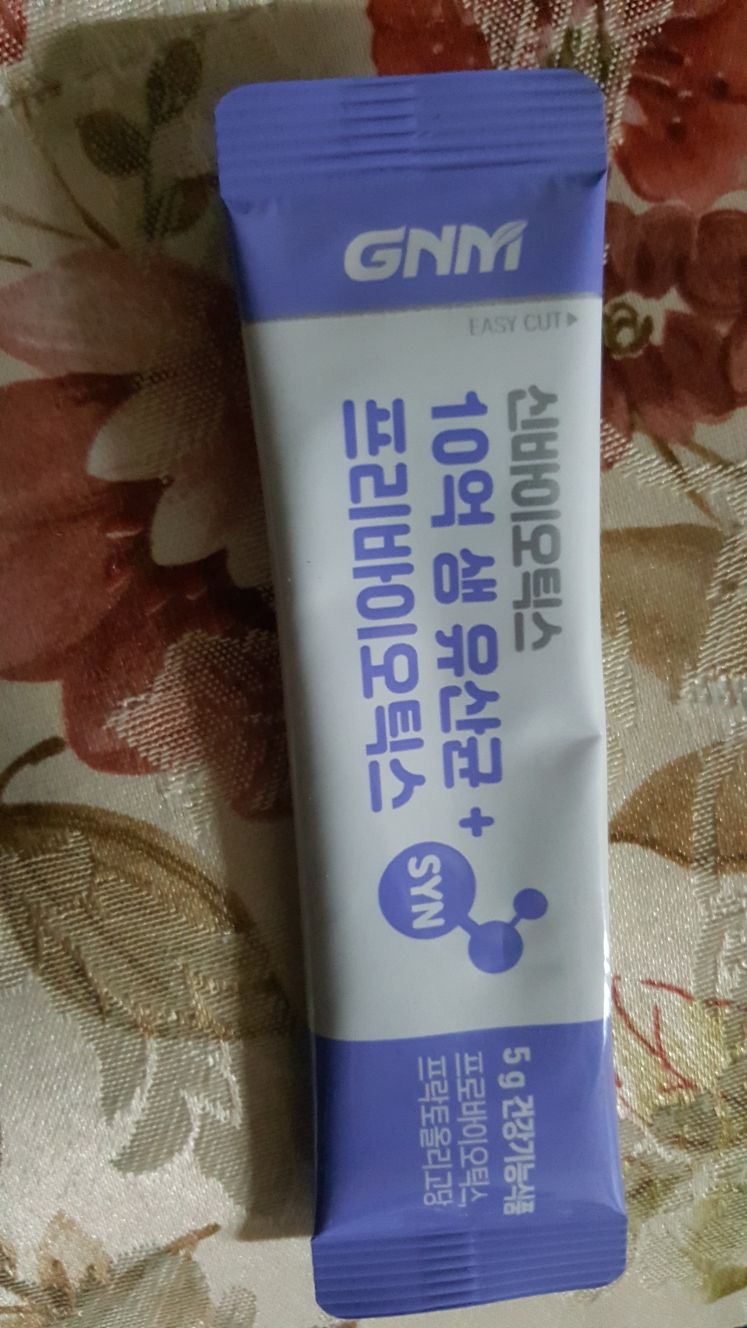 GNM
EASY CUT
신바이오틱스
10억 생 유산균 +
프리바이오틱스
SYN
5 g 건강기능식품
프로바이오틱스,
프락토올리고당